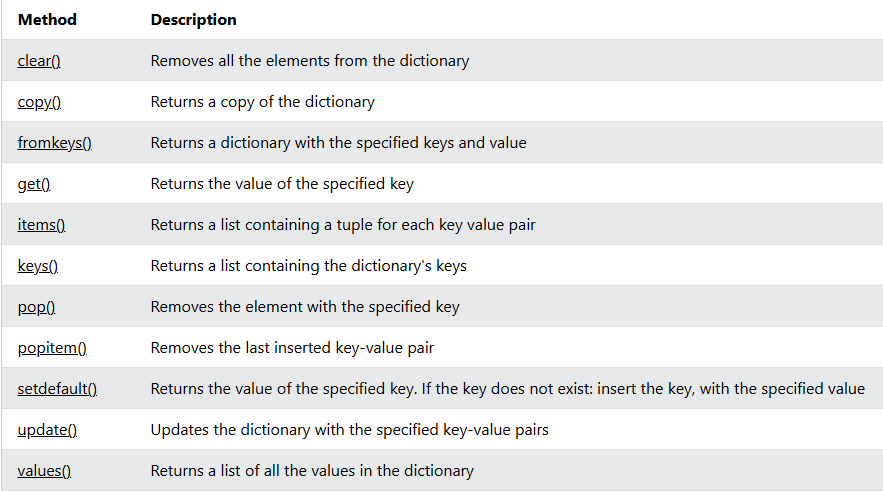 Method Description
clear() Removes all the elements from the dictionary
copy() Returns a copy of the dictionary
fromkeys() Returns a dictionary with the specified keys and value
get() Returns the value of the specified key
items() Returns a list containing a tuple for each key value pair
keys() Returns a list containing the dictionary's keys
pop() Removes the element with the specified key
popitem() Removes the last inserted key-value pair
setdefault() Returns the value of the specified key. If the key does not exist: insert the key, with the specified value
update() Updates the dictionary with the specified key-value pairs
values() Returns a list of all the values in the dictionary